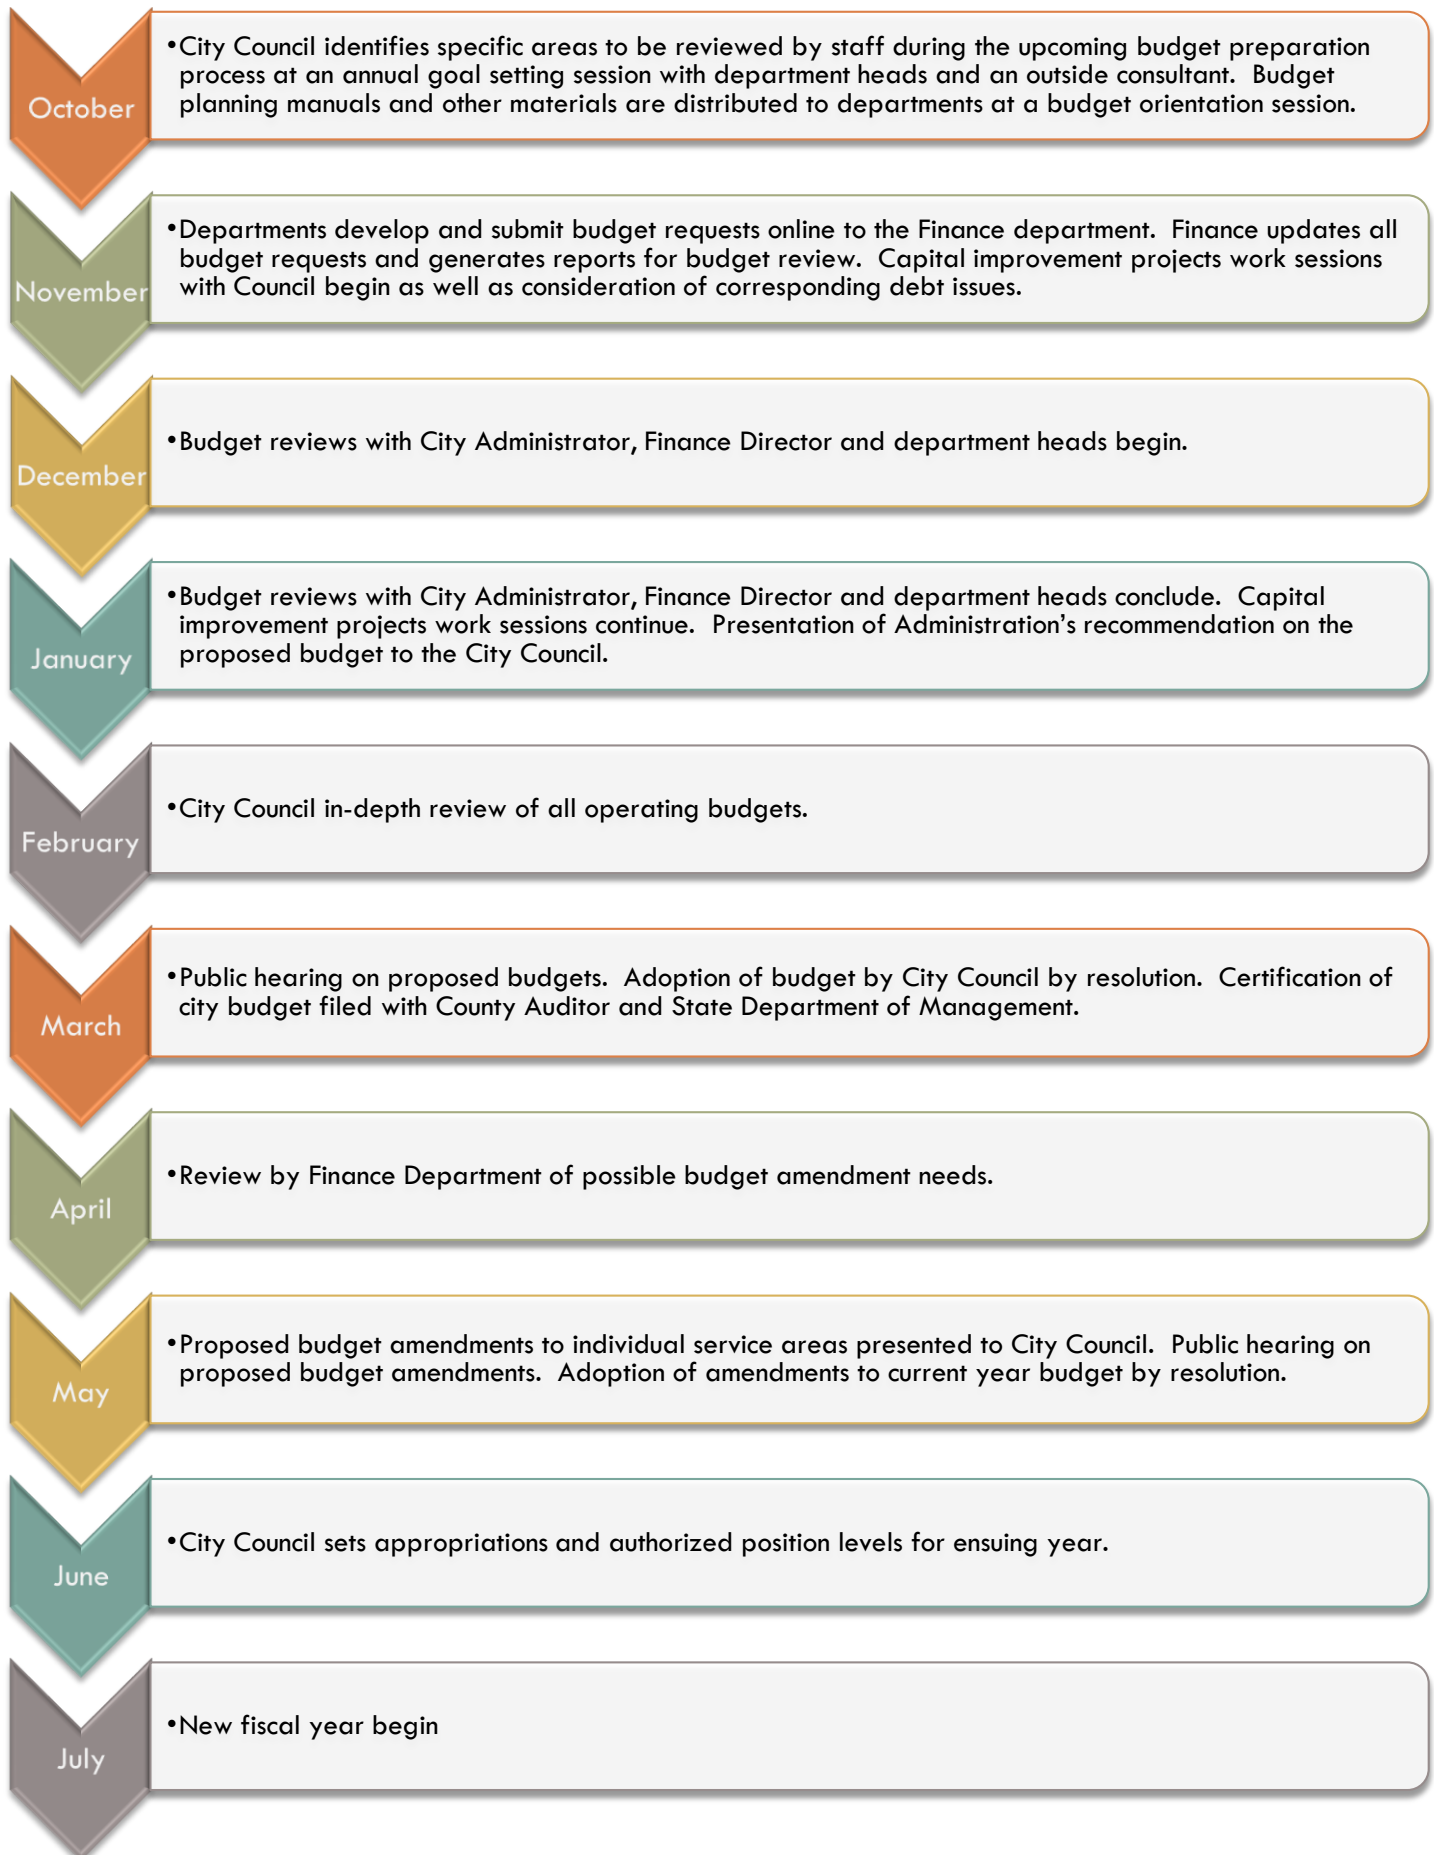 October
•City Council identifies specific areas to be reviewed by staff during the upcoming budget preparation
process at an annual goal setting session with department heads and an outside consultant.  Budget
planning manuals and other materials are distributed to departments at a budget orientation session.
November
•Departments develop and submit budget requests online to the Finance department.  Finance updates all
budget requests and generates reports for budget review.  Capital improvement projects work sessions
with Council begin as well as consideration of corresponding debt issues.
December
•Budget reviews with City Administrator, Finance Director and department heads begin.
January
•Budget reviews with City Administrator, Finance Director and department heads conclude.  Capital
improvement projects work sessions continue.  Presentation of Administration’s recommendation on the
proposed budget to the City Council.
February
•City Council in-depth review of all operating budgets.
March
•Public hearing on proposed budgets.  Adoption of budget by City Council by resolution.  Certification of
city budget filed with County Auditor and State Department of Management.
April
•Review by Finance Department of possible budget amendment needs.
May
•Proposed budget amendments to individual service areas presented to City Council.  Public hearing on
proposed budget amendments.  Adoption of amendments to current year budget by resolution.
June
•City Council sets appropriations and authorized position levels for ensuing year.
July
•New fiscal year begin